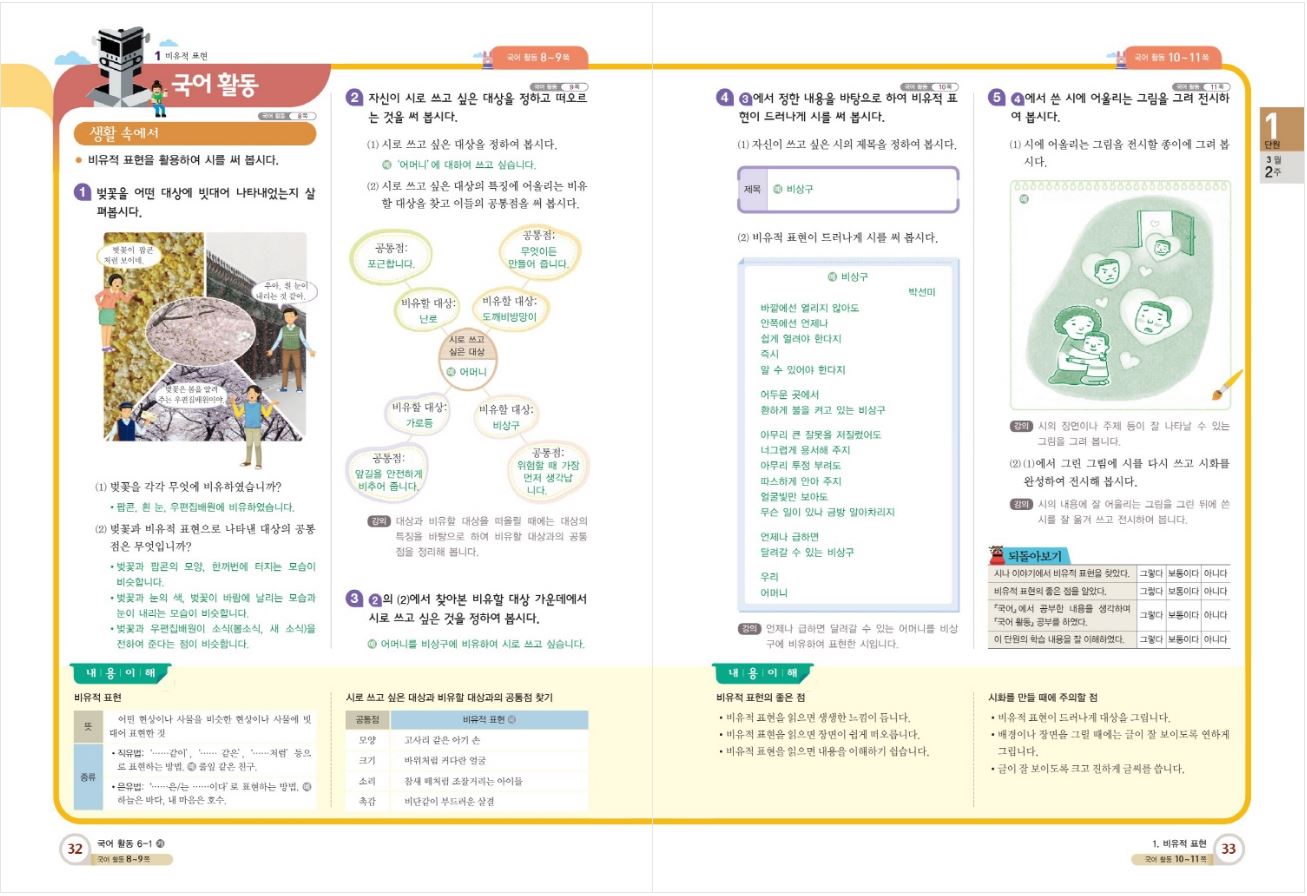 1 비유적 표현
국어 활동
국어 활동 8쪽
생활 속에서
● 비유적 표현을 활용하여 시를 써 봅시다.
1 벚꽃을 어떤 대상에 빗대어 나타내었는지 살
펴봅시다.
벚꽃이 팝콘
처럼 보이네.
우아, 흰 눈이
내리는 것 같아.
벚꽃은 봄을 알려
주는 우편집배원이야.
(1) 벚꽃을 각각 무엇에 비유하였습니까?
• 팝콘, 흰 눈, 우편집배원에 비유하였습니다.
(2) 벚꽃과 비유적 표현으로 나타낸 대상의 공통
점은 무엇입니까?
• 벚꽃과 팝콘의 모양, 한꺼번에 터지는 모습이
비슷합니다.
• 벚꽃과 눈의 색, 벚꽃이 바람에 날리는 모습과
눈이 내리는 모습이 비슷합니다.
• 벚꽃과 우편집배원이 소식(봄소식, 새 소식)을
전하여 준다는 점이 비슷합니다.
국어 활동 8~9쪽
국어 활동 9쪽
2 자신이 시로 쓰고 싶은 대상을 정하고 떠오르
는 것을 써 봅시다.
(1) 시로 쓰고 싶은 대상을 정하여 봅시다.
예 '어머니'에 대하여 쓰고 싶습니다.
(2) 시로 쓰고 싶은 대상의 특징에 어울리는 비유
할 대상을 찾고 이들의 공통점을 써 봅시다.
공통점:
포근합니다.
공통점:
무엇이든
만들어 줍니다.
비유할 대상:
난로
비유할 대상:
도깨비방망이
시로 쓰고
싶은 대상
예 어머니
비유할 대상:
가로등
비유할 대상:
비상구
공통점:
앞길을 안전하게
비추어 줍니다.
공통점:
위험할 때 가장
먼저 생각납
니다.
강의 대상과 비유할 대상을 떠올릴 때에는 대상의
특징을 바탕으로 하여 비유할 대상과의 공통
점을 정리해 봅니다.
3 2의 (2)에서 찾아본 비유할 대상 가운데에서
시로 쓰고 싶은 것을 정하여 봅시다.
예 어머니를 비상구에 비유하여 시로 쓰고 싶습니다.
내용이해
비유적 표현
뜻
어떤 현상이나 사물을 비슷한 현상이나 사물에 빗
대어 표현한 것
종류
• 직유법: '……같이', '…… 같은', '……처럼' 등으
로 표현하는 방법. 예 풀잎 같은 친구.
• 은유법: '……은/는 ……이다'로 표현하는 방법. 예
하늘은 바다, 내 마음은 호수.
시로 쓰고 싶은 대상과 비유할 대상과의 공통점 찾기
공통점 비유적 표현 예
모양 고사리 같은 아기 손
크기 바위처럼 커다란 얼굴
소리 참새 떼처럼 조잘거리는 아이들
촉감 비단같이 부드러운 살결
32 국어 활동 6-1 가
국어 활동 8~9쪽
국어 활동 10~11쪽
국어 활동 10쪽
4 3에서 정한 내용을 바탕으로 하여 비유적 표
현이 드러나게 시를 써 봅시다.
(1) 자신이 쓰고 싶은 시의 제목을 정하여 봅시다.
제목 예 비상구
(2) 비유적 표현이 드러나게 시를 써 봅시다.
예 비상구
박선미
바깥에선 열리지 않아도
안쪽에선 언제나
쉽게 열려야 한다지
즉시
알 수 있어야 한다지
어두운 곳에서
환하게 불을 켜고 있는 비상구
아무리 큰 잘못을 저질렀어도
너그럽게 용서해 주지
아무리 투정 부려도
따스하게 안아 주지
얼굴빛만 보아도
무슨 일이 있나 금방 알아차리지
언제나 급하면
달려갈 수 있는 비상구
우리
어머니
강의 언제나 급하면 달려갈 수 있는 어머니를 비상
구에 비유하여 표현한 시입니다.
국어 활동 11쪽
5 4에서 쓴 시에 어울리는 그림을 그려 전시하
여 봅시다.
(1) 시에 어울리는 그림을 전시할 종이에 그려 봅
시다.
예
강의 시의 장면이나 주제 등이 잘 나타날 수 있는
그림을 그려 봅니다.
(2) (1)에서 그린 그림에 시를 다시 쓰고 시화를
완성하여 전시해 봅시다.
강의 시의 내용에 잘 어울리는 그림을 그린 뒤에 쓴
시를 잘 옮겨 쓰고 전시하여 봅니다.
되돌아보기
시나 이야기에서 비유적 표현을 찾았다. 그렇다 보통이다 아니다
비유적 표현의 좋은 점을 알았다. 그렇다 보통이다 아니다
『국어』에서 공부한 내용을 생각하며
『국어 활동』 공부를 하였다. 그렇다 보통이다 아니다
이 단원의 학습 내용을 잘 이해하였다. 그렇다 보통이다 아니다
1
단원
3월
2주
내용이해
비유적 표현의 좋은 점
• 비유적 표현을 읽으면 생생한 느낌이 듭니다.
• 비유적 표현을 읽으면 장면이 쉽게 떠오릅니다.
• 비유적 표현을 읽으면 내용을 이해하기 쉽습니다.
시화를 만들 때에 주의할 점
• 비유적 표현이 드러나게 대상을 그립니다.
• 배경이나 장면을 그릴 때에는 글이 잘 보이도록 연하게
그립니다.
• 글이 잘 보이도록 크고 진하게 글씨를 씁니다.
1. 비유적 표현 33
국어 활동 10~11쪽